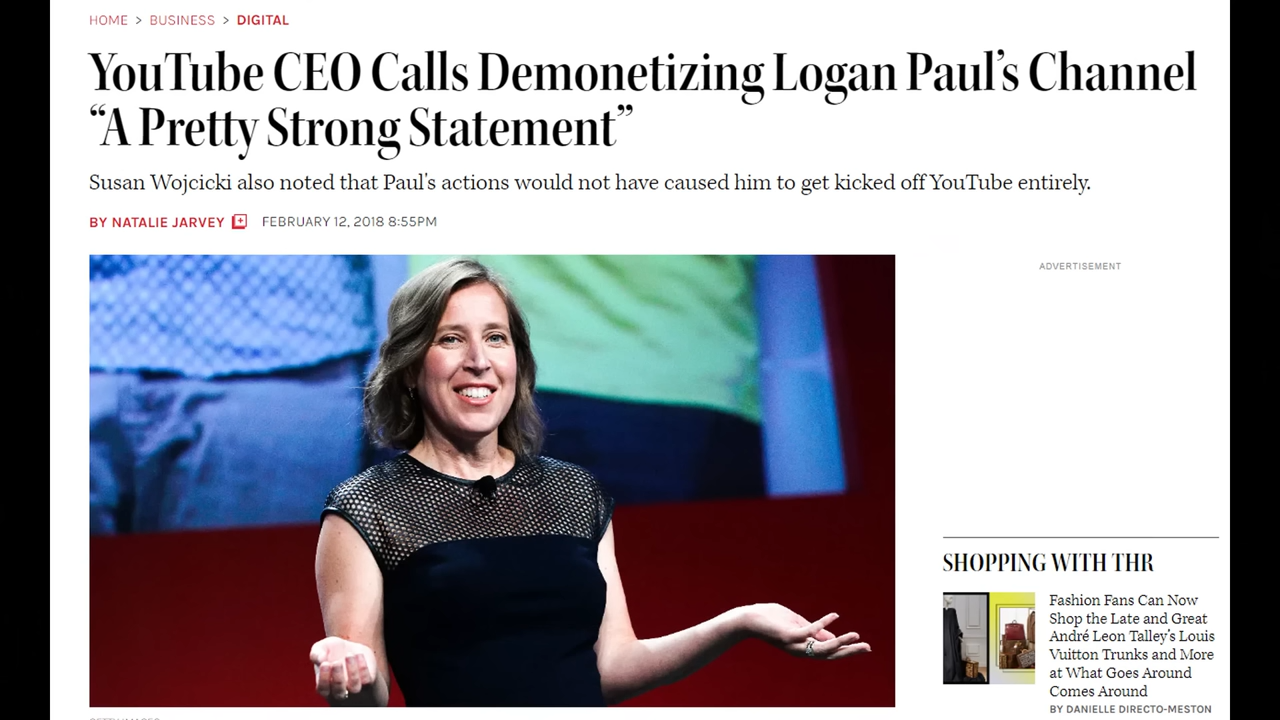 HOME > BUSINESS > DIGITAL
YouTube CEO Calls Demonetizing Logan Paul’s Channel
“A Pretty Strong Statement”
Susan Wojcicki also noted that Paul's actions would not have caused him to get kicked off YouTube entirely.
BY NATALIE JARVEY FEBRUARY 12, 2018 8:55PM
ADVERTISEMENT
SHOPPING WITH THR
Fashion Fans Can Now
Shop the Late and Great
André Leon Talley’s Louis
Vuitton Trunks and More
at What Goes Around
Comes Around
BY DANIELLE DIRECTO-MESTON